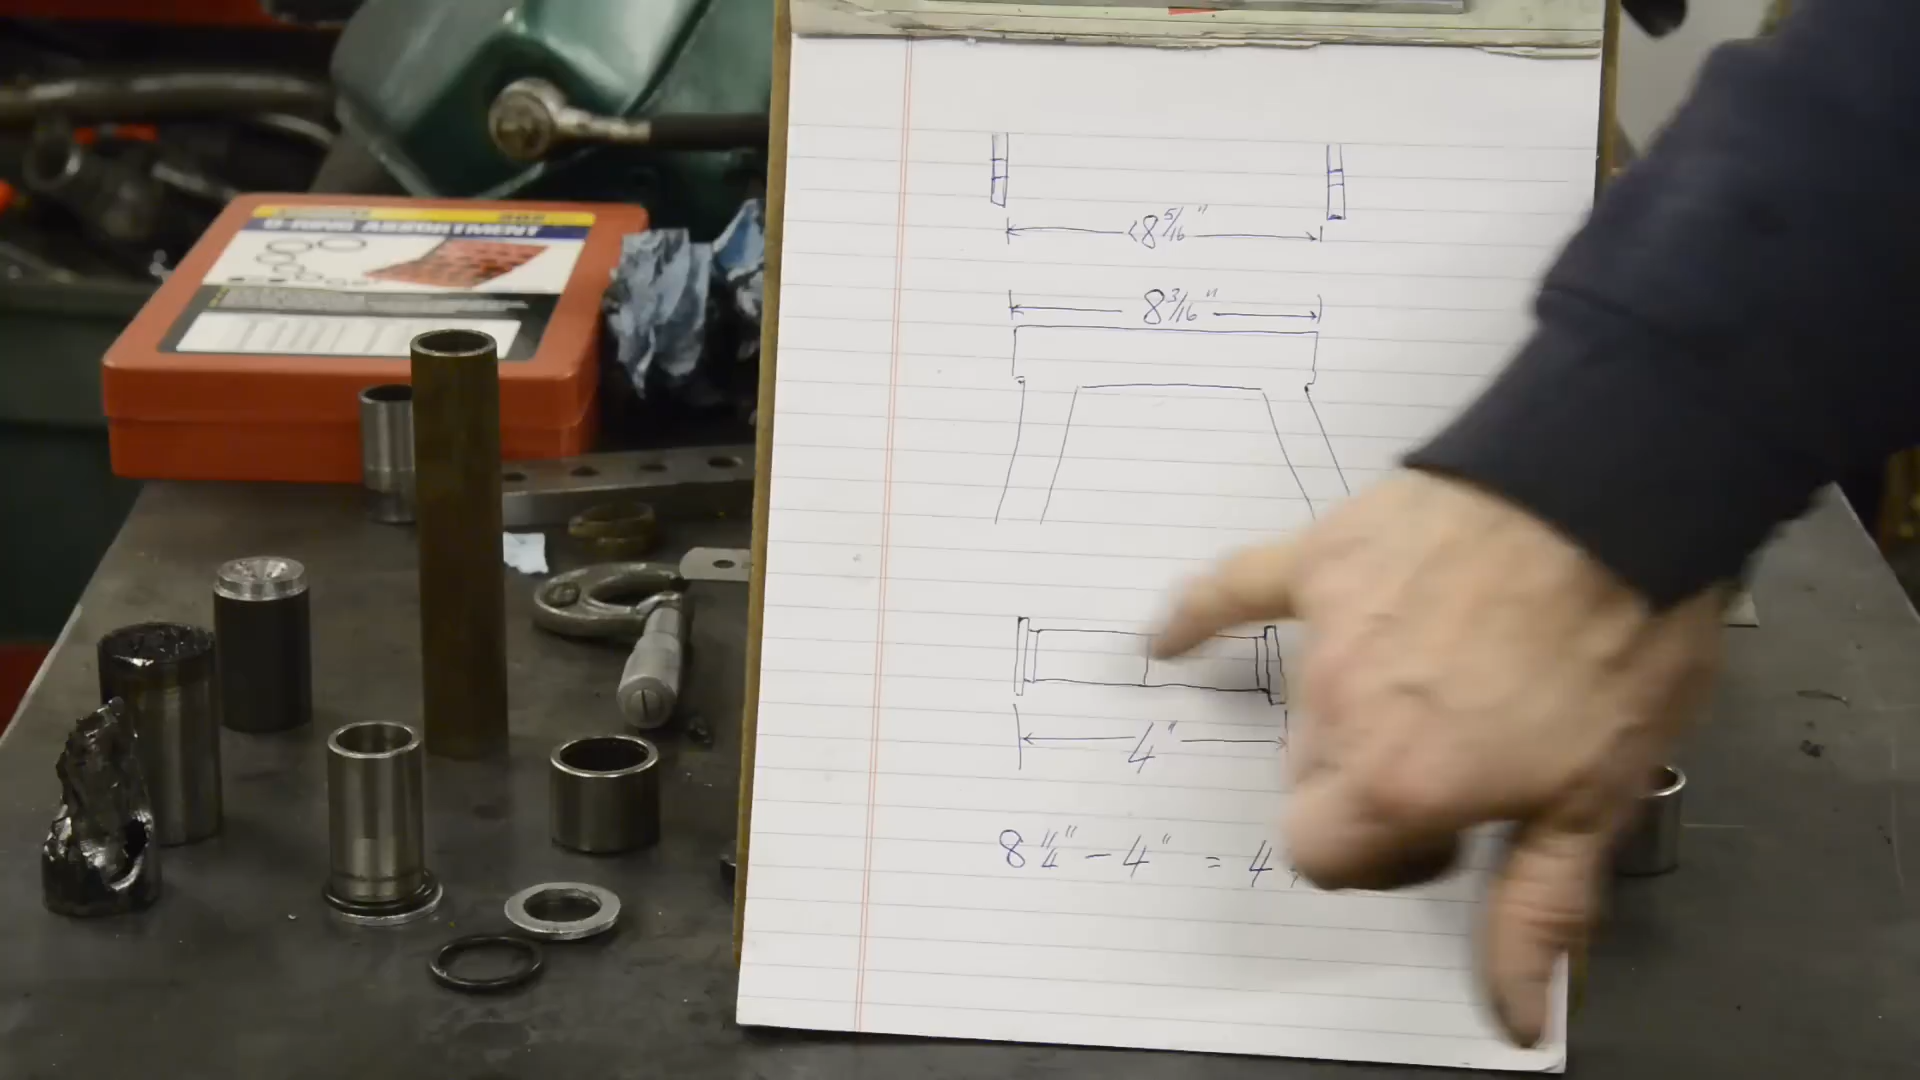 O-RING ASSORTMENT
<8 5/16"
8 3/16"
4"
8 1/4" - 4" = 4